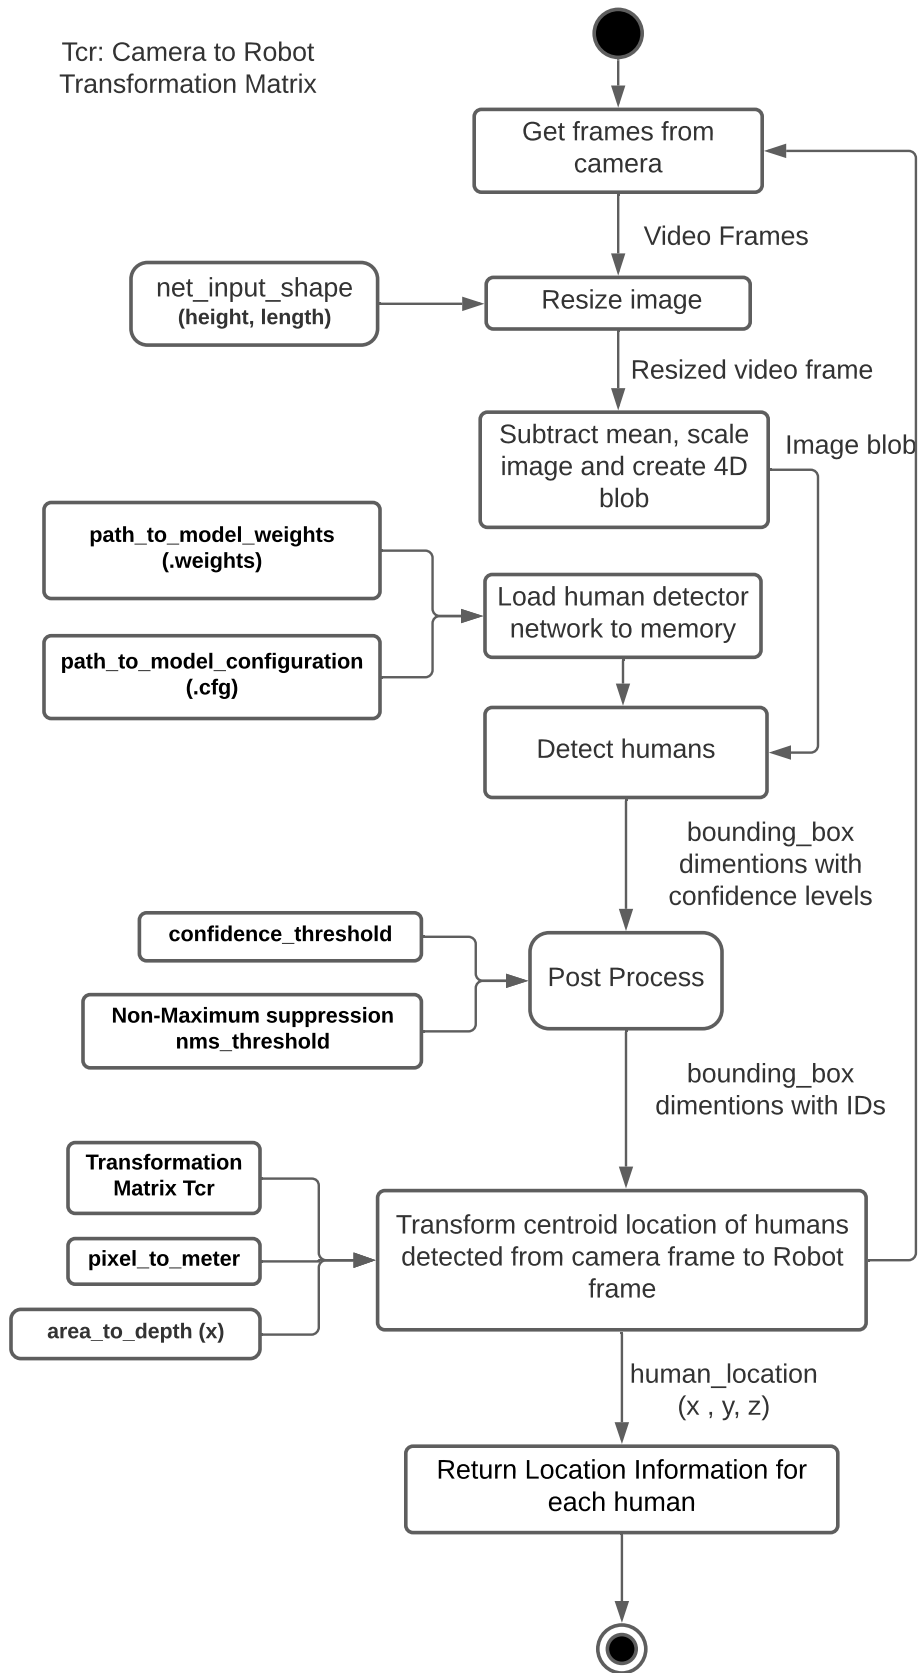 Tcr: Camera to Robot
Transformation Matrix
Get frames from
camera
Video Frames
net_input_shape
(height, length)
Resize image
Resized video frame
Subtract mean, scale
image and create 4D
blob
Image blob
path_to_model_weights
(.weights)
Load human detector
network to memory
path_to_model_configuration
(.cfg)
Detect humans
bounding_box
dimentions with
confidence levels
confidence_threshold
Post Process
Non-Maximum suppression
nms_threshold
bounding_box
dimentions with IDs
Transformation
Matrix Tcr
pixel_to_meter
area_to_depth (x)
Transform centroid location of humans
detected from camera frame to Robot
frame
human_location
(x , y, z)
Return Location Information for
each human